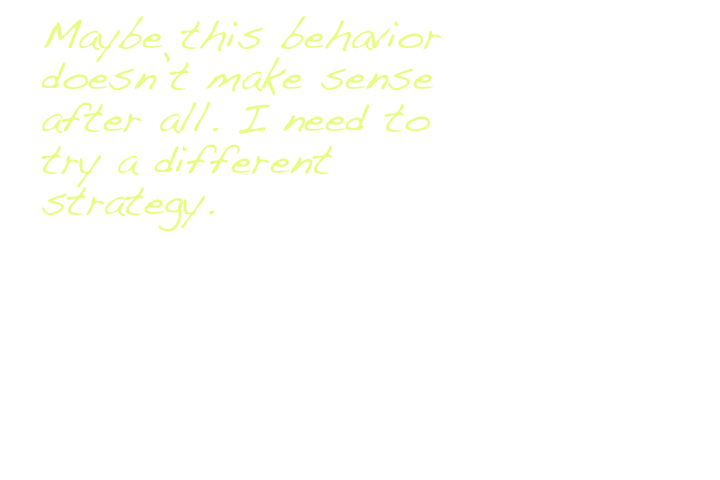 Maybe this behavior
doesn't make sense
after all. I need to
try a different
strategy.